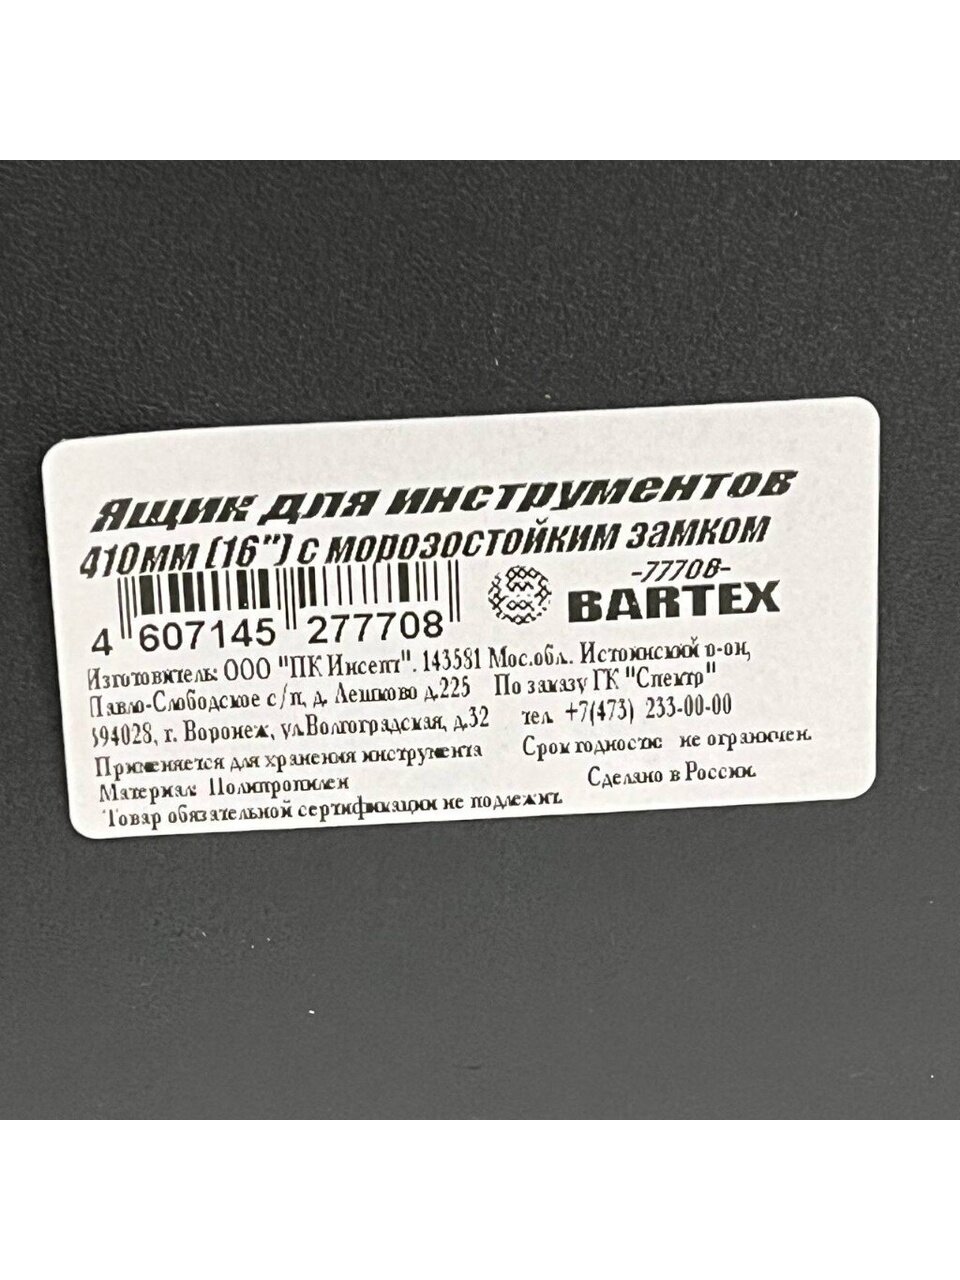 Ящик для инструментов
410мм (16") с морозостойким замком
-77708-
BARTEX
4 607145 277708
Изготовитель: ООО "ПК Инсепт". 143581 Мос.обл. Истоинский р-он,
Павло-Слободское с/п, д. Лешково д.225 По заказу ГК "Спектр"
394028, г. Воронеж, ул.Волгоградская, д.32 тел. +7(473) 233-00-00
Применяется для хранения инструмента Срок годности: не ограничен.
Материал: Полипропилен Сделано в России.
Товар обязательной сертификации не подлежит.